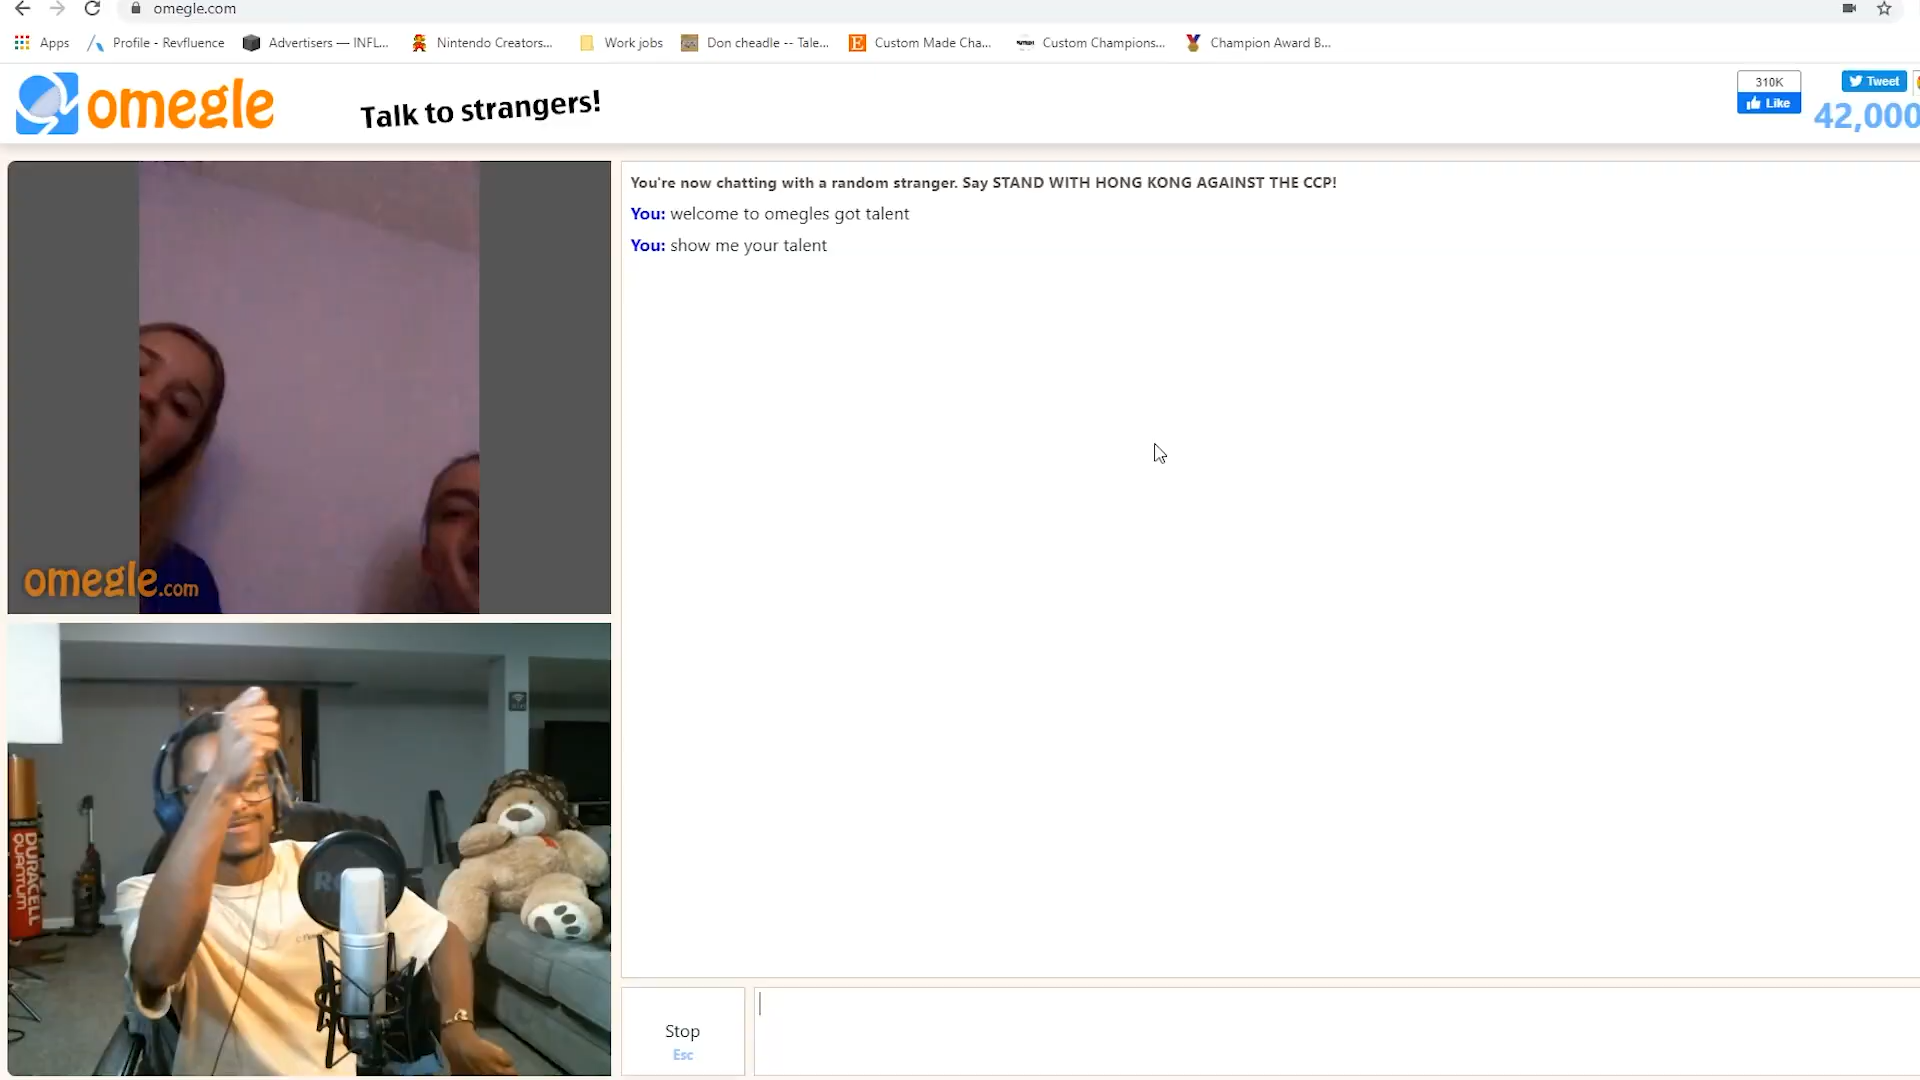 omegle.com
Apps
Profile - Revfluence
Advertisers — INFL...
Nintendo Creators...
Work jobs
Don cheadle -- Tale...
Custom Made Cha...
Custom Champions...
Champion Award B...
omegle
Talk to strangers!
310K
Like
Tweet
42,000
You're now chatting with a random stranger. Say STAND WITH HONG KONG AGAINST THE CCP!
You: welcome to omegles got talent
You: show me your talent
omegle.com
DURACELL
QUANTUM
Stop
Esc